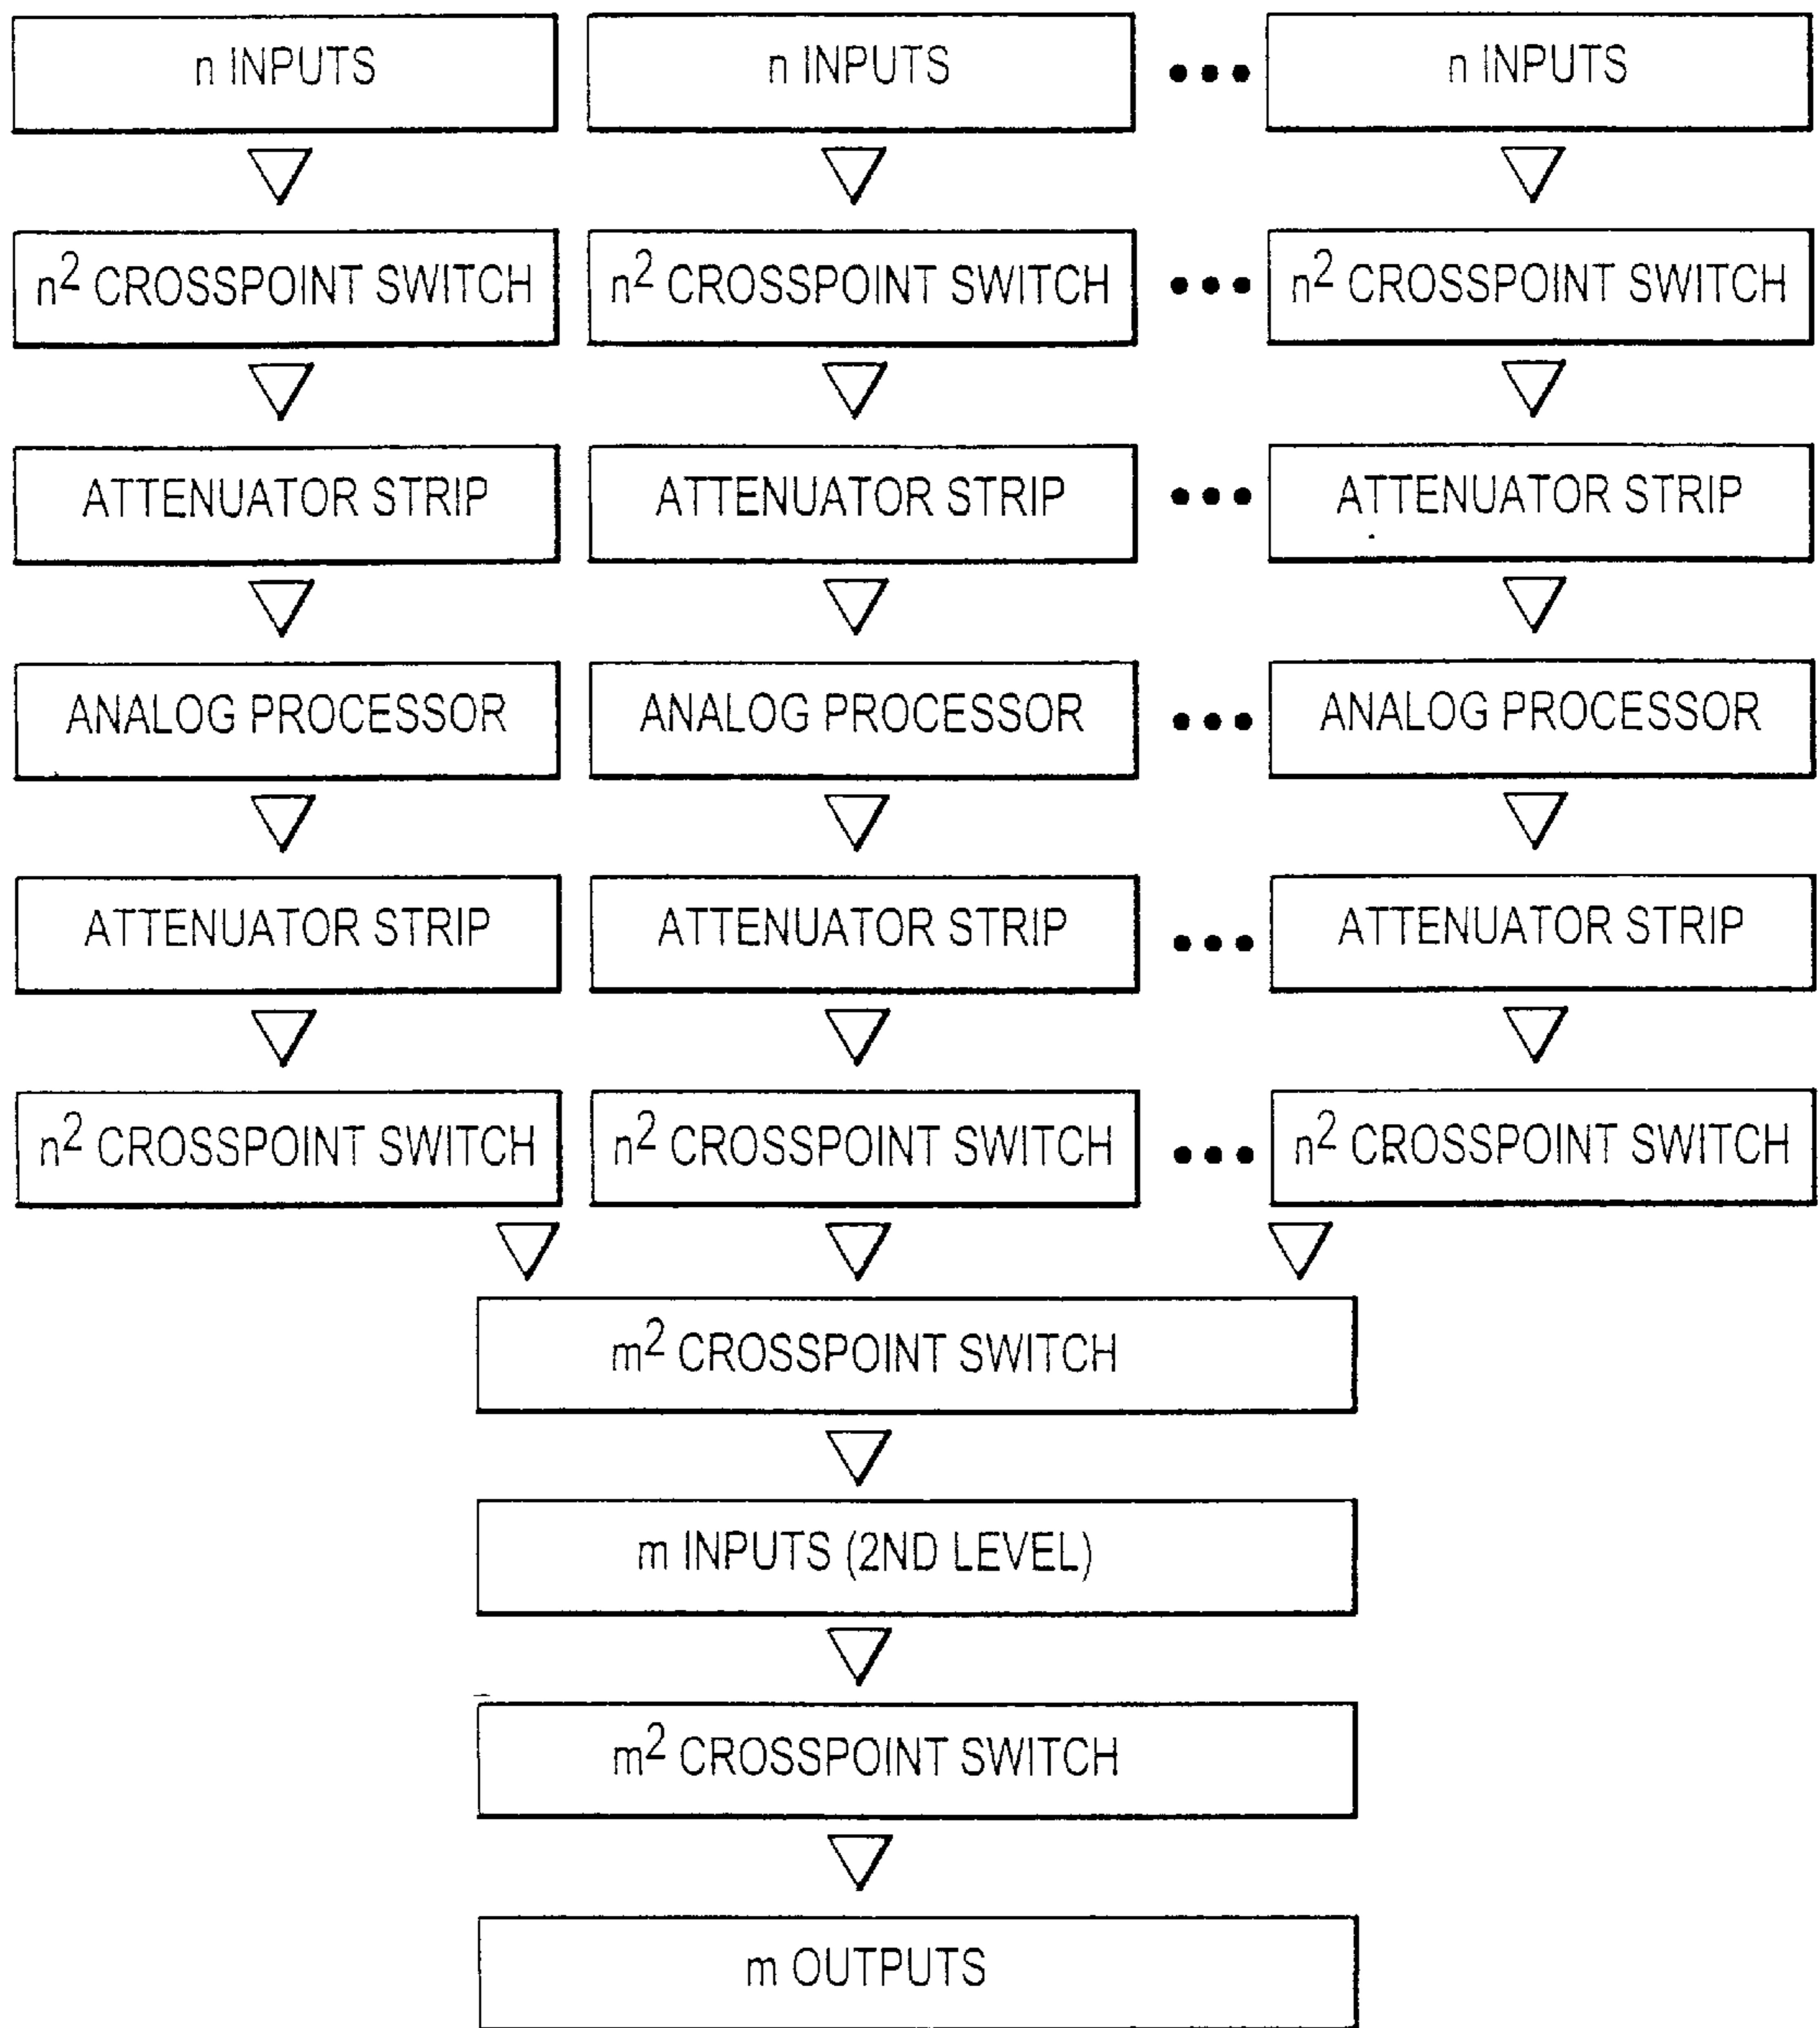 n INPUTS n INPUTS ••• n INPUTS
n² CROSSPOINT SWITCH n² CROSSPOINT SWITCH ••• n² CROSSPOINT SWITCH
ATTENUATOR STRIP ATTENUATOR STRIP ••• ATTENUATOR STRIP
ANALOG PROCESSOR ANALOG PROCESSOR ••• ANALOG PROCESSOR
ATTENUATOR STRIP ATTENUATOR STRIP ••• ATTENUATOR STRIP
n² CROSSPOINT SWITCH n² CROSSPOINT SWITCH ••• n² CROSSPOINT SWITCH
m² CROSSPOINT SWITCH
m INPUTS (2ND LEVEL)
m² CROSSPOINT SWITCH
m OUTPUTS